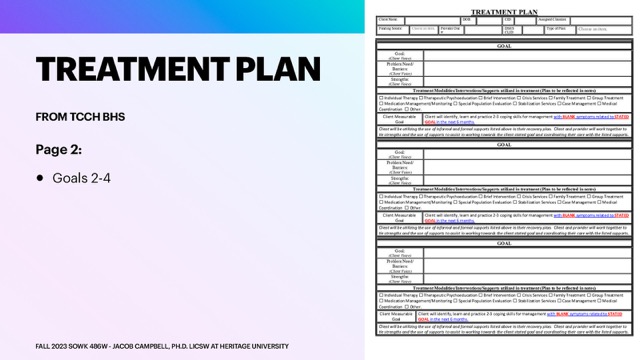 TREATMENT PLAN
FROM TCCH BHS
Page 2:
• Goals 2-4
FALL 2023 SOWK 486W - JACOB CAMPBELL, PH.D. LICSW AT HERITAGE UNIVERSITY
TREATMENT PLAN
Client Name DOB CID Assigned Clinician
Funding Source Choose an item. Provider One # Type of Plan Choose an item.
GOAL
Goal:
(Client Voice)
Problem/Need/
Barriers:
(Client Voice)
Strengths:
(Client Voice)
Treatment Modalities/Interventions/Supports utilized in treatment (Plan to be reflected in notes)
☐ Individual Therapy ☐ Therapeutic Psychoeducation ☐ Brief Intervention ☐ Crisis Services ☐ Family Treatment ☐ Group Treatment
☐ Medication Management/Monitoring ☐ Special Population Evaluation ☐ Stabilization Services ☐ Case Management ☐ Medical
Coordination ☐ Other.
Client Measurable
Goal
Client will identify, learn and practice 2-3 coping skills for management with BLANK symptoms related to STATED
GOAL in the next 6 months.
Client will be utilizing the use of informal and formal supports listed above is there recovery. Client and provider will work together to
tie strengths and the use of supports to assist in working towards the client stated goal and coordinating their care with the listed supports.
GOAL
Goal:
(Client Voice)
Problem/Need/
Barriers:
(Client Voice)
Strengths:
(Client Voice)
Treatment Modalities/Interventions/Supports utilized in treatment (Plan to be reflected in notes)
☐ Individual Therapy ☐ Therapeutic Psychoeducation ☐ Brief Intervention ☐ Crisis Services ☐ Family Treatment ☐ Group Treatment
☐ Medication Management/Monitoring ☐ Special Population Evaluation ☐ Stabilization Services ☐ Case Management ☐ Medical
Coordination ☐ Other.
Client Measurable
Goal
Client will identify, learn and practice 2-3 coping skills for management with BLANK symptoms related to STATED
GOAL in the next 6 months.
Client will be utilizing the use of informal and formal supports listed above is there recovery. Client and provider will work together to
tie strengths and the use of supports to assist in working towards the client stated goal and coordinating their care with the listed supports.
GOAL
Goal:
(Client Voice)
Problem/Need/
Barriers:
(Client Voice)
Strengths:
(Client Voice)
Treatment Modalities/Interventions/Supports utilized in treatment (Plan to be reflected in notes)
☐ Individual Therapy ☐ Therapeutic Psychoeducation ☐ Brief Intervention ☐ Crisis Services ☐ Family Treatment ☐ Group Treatment
☐ Medication Management/Monitoring ☐ Special Population Evaluation ☐ Stabilization Services ☐ Case Management ☐ Medical
Coordination ☐ Other.
Client Measurable
Goal
Client will identify, learn and practice 2-3 coping skills for management with BLANK symptoms related to STATED
GOAL in the next 6 months.
Client will be utilizing the use of informal and formal supports listed above is there recovery. Client and provider will work together to
tie strengths and the use of supports to assist in working towards the client stated goal and coordinating their care with the listed supports.